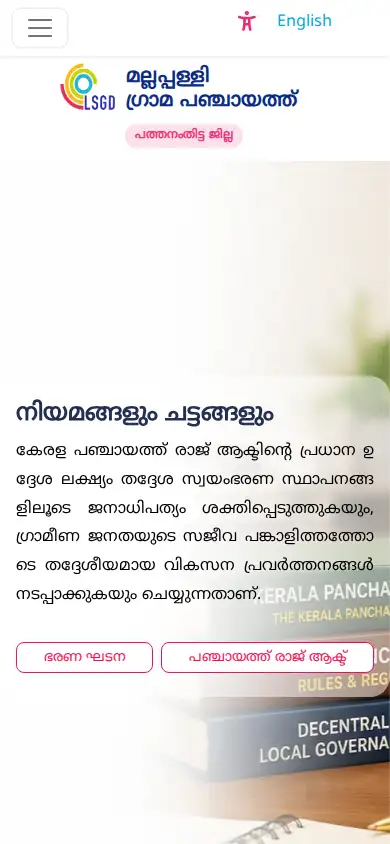 English
മല്ലപ്പള്ളി
ഗ്രാമ പഞ്ചായത്ത്
LSGD
പത്തനംതിട്ട ജില്ല
നിയമങ്ങളും ചട്ടങ്ങളും
കേരള പഞ്ചായത്ത് രാജ് ആക്ടിന്റെ പ്രധാന ഉ
ദ്ദേശ ലക്ഷ്യം തദ്ദേശ സ്വയംഭരണ സ്ഥാപനങ്ങ
ളിലൂടെ ജനാധിപത്യം ശക്തിപ്പെടുത്തുകയും,
ഗ്രാമീണ ജനതയുടെ സജീവ പങ്കാളിത്തത്തോ
ടെ തദ്ദേശീയമായ വികസന പ്രവർത്തനങ്ങൾ
നടപ്പാക്കുകയും ചെയ്യുന്നതാണ്.
KERALA PANCHA
THE KERALA PANCHA
ഭരണ ഘടന
പഞ്ചായത്ത് രാജ് ആക്ട്
RULES & REG
DECENTRAL
LOCAL GOVERNA